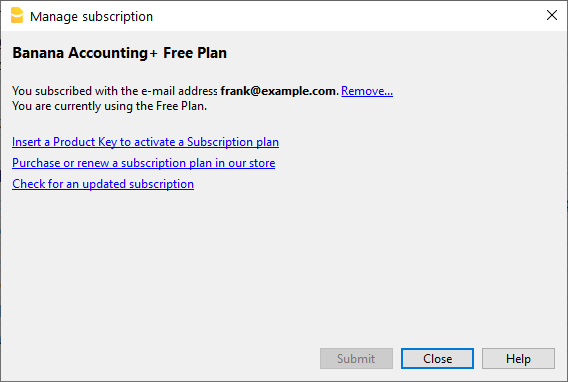 Manage subscription
Banana Accounting+ Free Plan
You subscribed with the e-mail address frank@example.com. Remove...
You are currently using the Free Plan.
Insert a Product Key to activate a Subscription plan
Purchase or renew a subscription plan in our store
Check for an updated subscription
Submit Close Help